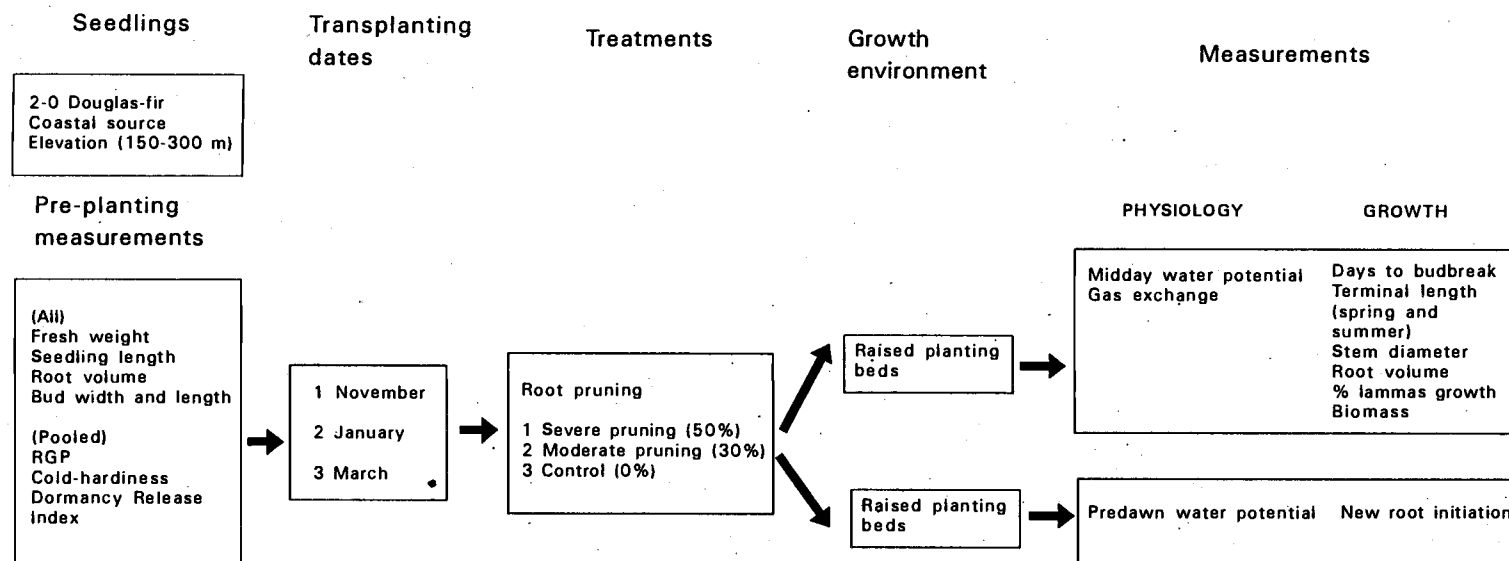 Seedlings
2-0 Douglas-fir
Coastal source
Elevation (150-300 m)
Pre-planting
measurements
(All)
Fresh weight
Seedling length
Root volume
Bud width and length
(Pooled)
RGP
Cold-hardiness
Dormancy Release
Index
Transplanting
dates
1 November
2 January
3 March
Treatments
Root pruning
1 Severe pruning (50%)
2 Moderate pruning (30%)
3 Control (0%)
Growth
environment
Raised planting
beds
Raised planting
beds
Measurements
PHYSIOLOGY
Midday water potential
Gas exchange
GROWTH
Days to budbreak
Terminal length
(spring and
summer)
Stem diameter
Root volume
% lammas growth
Biomass
Predawn water potential
New root initiation